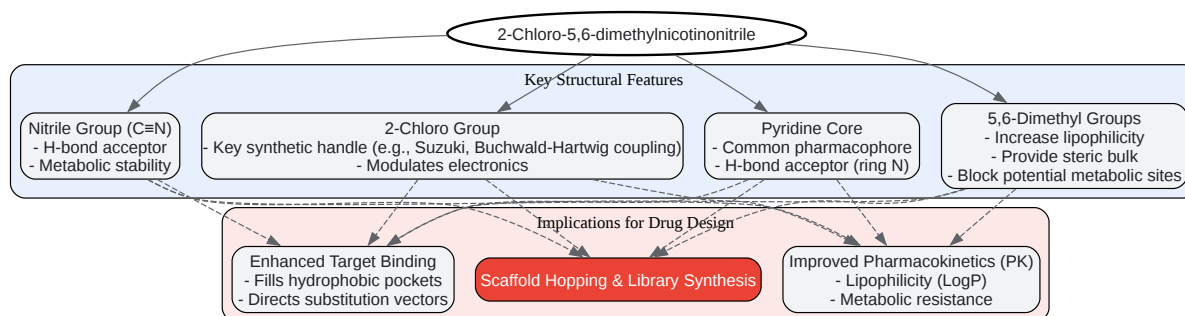 2-Chloro-5,6-dimethylnicotinonitrile
Key Structural Features
Nitrile Group (C≡N)
- H-bond acceptor
- Metabolic stability
2-Chloro Group
- Key synthetic handle (e.g., Suzuki, Buchwald-Hartwig coupling)
- Modulates electronics
Pyridine Core
- Common pharmacophore
- H-bond acceptor (ring N)
5,6-Dimethyl Groups
- Increase lipophilicity
- Provide steric bulk
- Block potential metabolic sites
Implications for Drug Design
Enhanced Target Binding
- Fills hydrophobic pockets
- Directs substitution vectors
Scaffold Hopping & Library Synthesis
Improved Pharmacokinetics (PK)
- Lipophilicity (LogP)
- Metabolic resistance